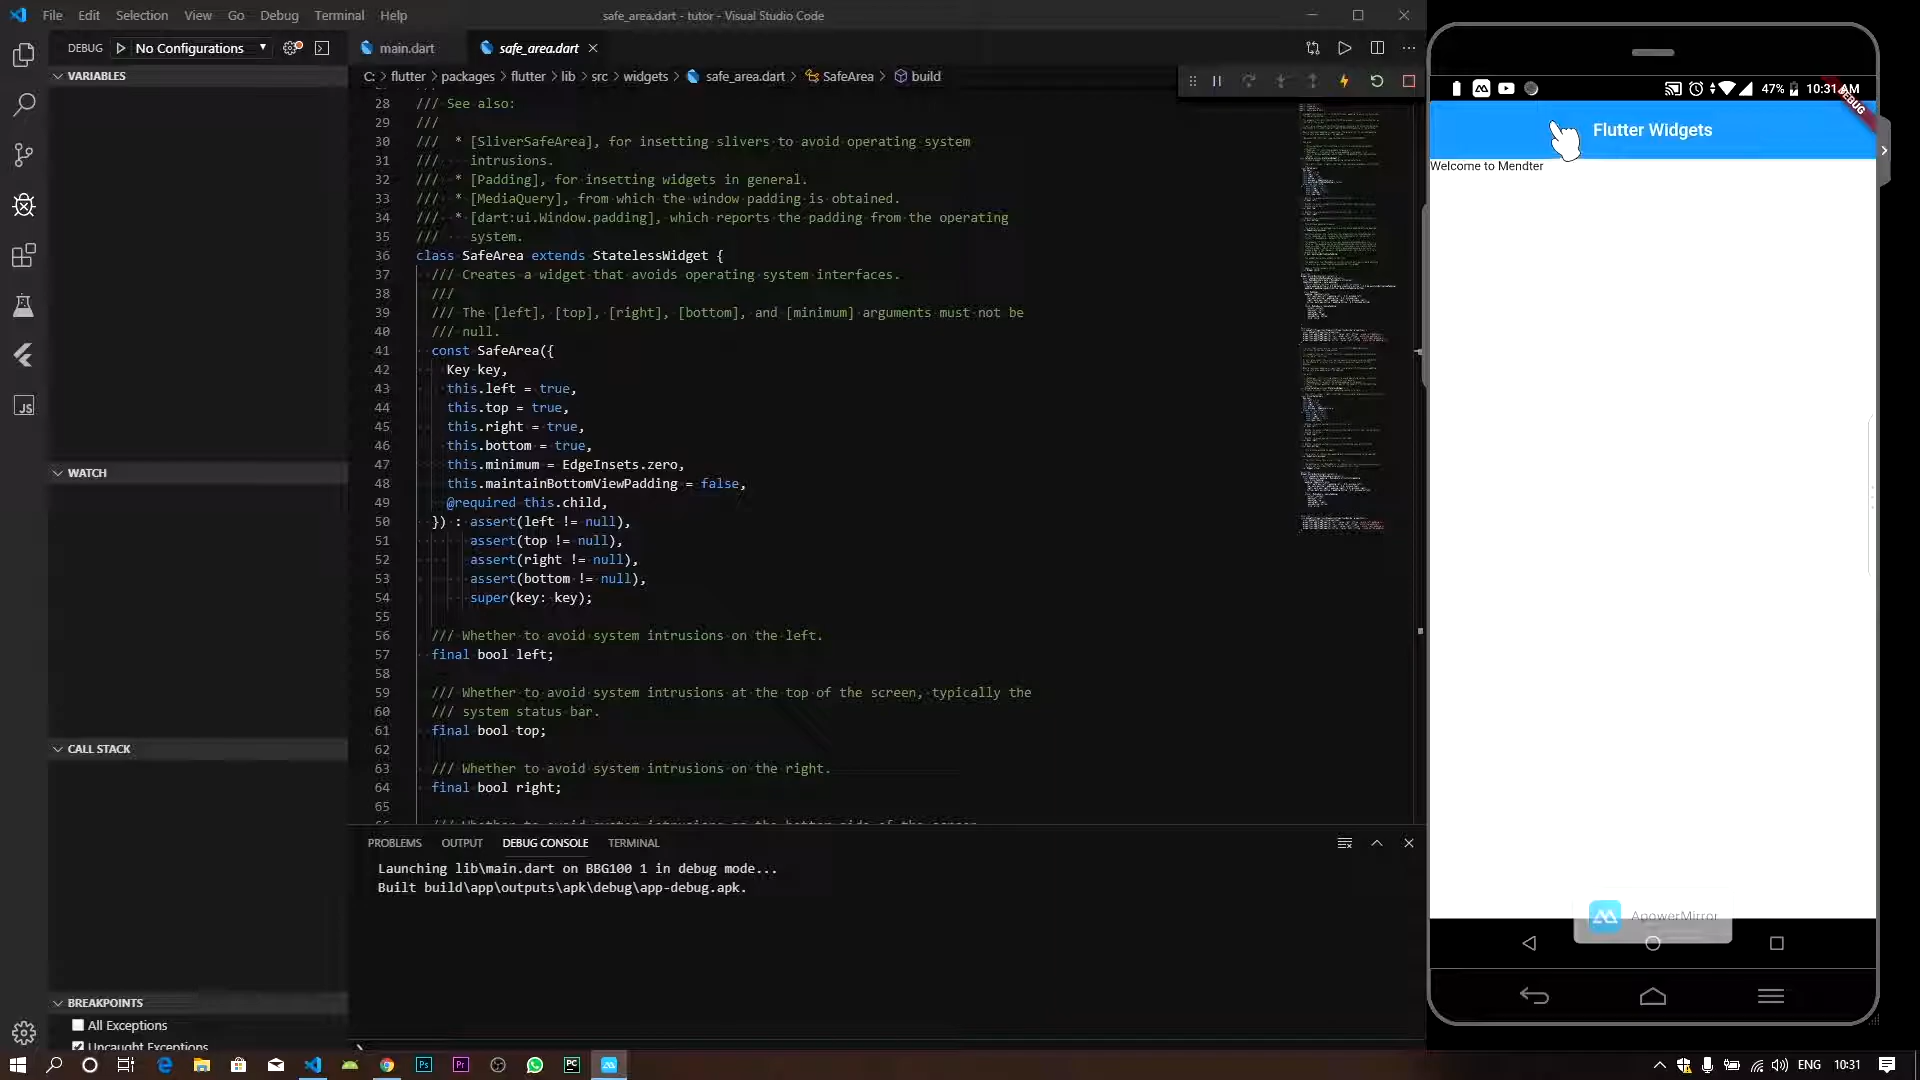 File Edit Selection View Go Debug Terminal Help
safe_area.dart - tutor - Visual Studio Code
DEBUG No Configurations
main.dart safe_area.dart
VARIABLES
C: > flutter > packages > flutter > lib > src > widgets > safe_area.dart > SafeArea > build
28 /// See also:
29 ///
30 /// * [SliverSafeArea], for insetting slivers to avoid operating system
31 /// intrusions.
32 /// * [Padding], for insetting widgets in general.
33 /// * [MediaQuery], from which the window padding is obtained.
34 /// * [dart:ui.Window.padding], which reports the padding from the operating
35 /// system.
36 class SafeArea extends StatelessWidget {
37 /// Creates a widget that avoids operating system interfaces.
38 ///
39 /// The [left], [top], [right], [bottom], and [minimum] arguments must not be
40 /// null.
41 const SafeArea({
42 Key key,
43 this.left = true,
44 this.top = true,
45 this.right = true,
46 this.bottom = true,
47 this.minimum = EdgeInsets.zero,
48 this.maintainBottomViewPadding = false,
49 @required this.child,
50 }) : assert(left != null),
51 assert(top != null),
52 assert(right != null),
53 assert(bottom != null),
54 super(key: key);
55
56 /// Whether to avoid system intrusions on the left.
57 final bool left;
58
59 /// Whether to avoid system intrusions at the top of the screen, typically the
60 /// system status bar.
61 final bool top;
62
63 /// Whether to avoid system intrusions on the right.
64 final bool right;
65
WATCH
CALL STACK
BREAKPOINTS
All Exceptions
Uncaught Exceptions
PROBLEMS OUTPUT DEBUG CONSOLE TERMINAL
Launching lib\main.dart on BBG100 1 in debug mode...
Built build\app\outputs\apk\debug\app-debug.apk.
47% 10:31 AM
DEBUG
Flutter Widgets
Welcome to Mendter
ApowerMirror
ENG 10:31